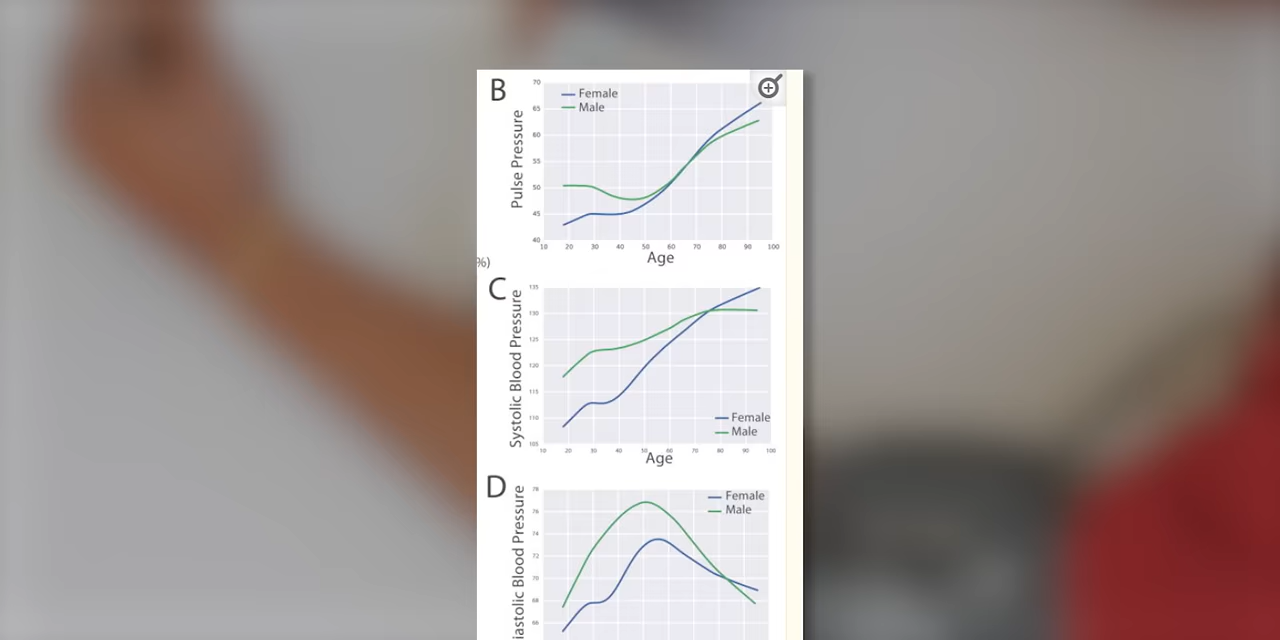 B
Female
Male
Pulse Pressure
70
65
60
55
50
45
40
10 20 30 40 50 60 70 80 90 100
Age
%)
C
Systolic Blood Pressure
135
130
125
120
115
110
105
Female
Male
10 20 30 40 50 60 70 80 90 100
Age
D
iastolic Blood Pressure
78
76
74
72
70
68
66
Female
Male